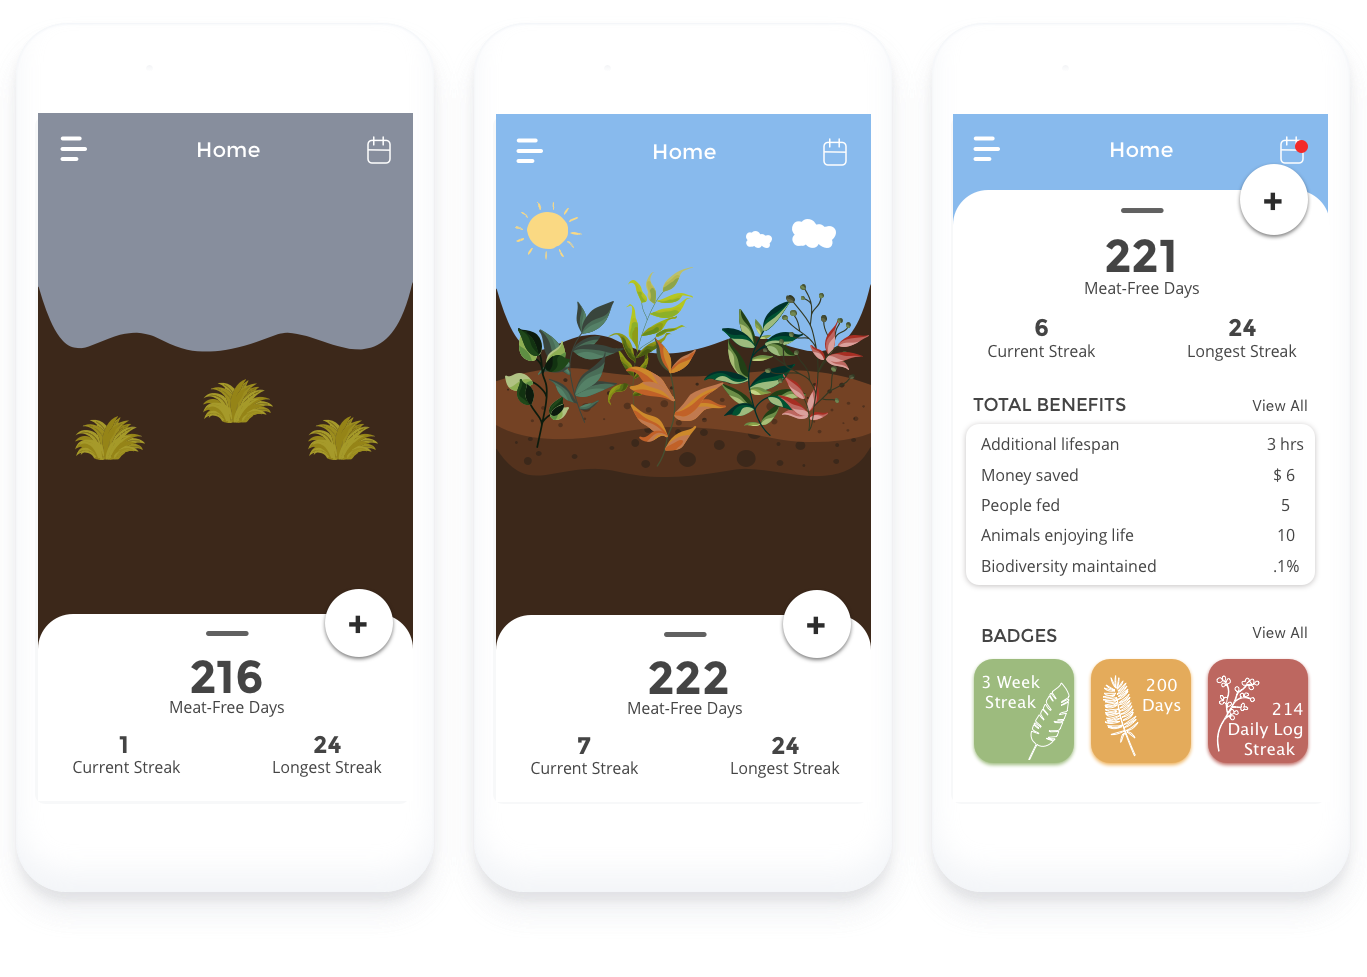 Home
216
Meat-Free Days
1
24
Current Streak
Longest Streak
Home
222
Meat-Free Days
7
24
Current Streak
Longest Streak
Home
221
Meat-Free Days
6
24
Current Streak
Longest Streak
TOTAL BENEFITS
View All
Additional lifespan 3 hrs
Money saved $ 6
People fed 5
Animals enjoying life 10
Biodiversity maintained .1%
BADGES
View All
3 Week
Streak
200
Days
214
Daily Log
Streak